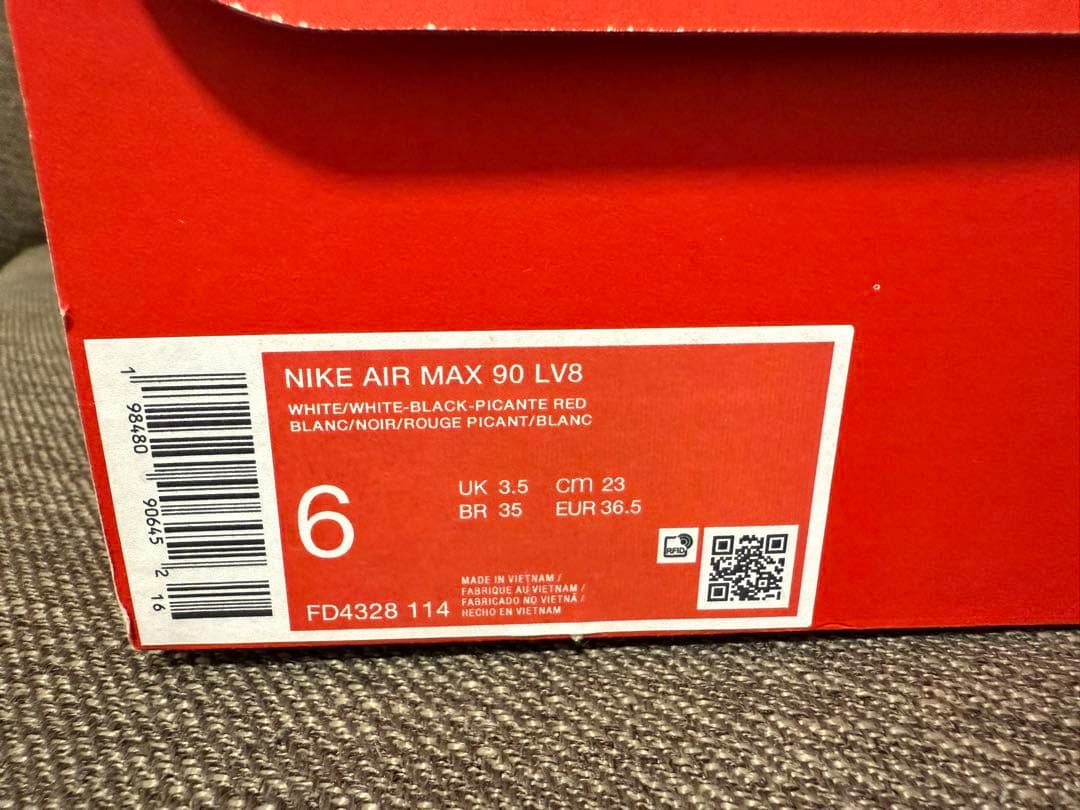 NIKE AIR MAX 90 LV8
WHITE/WHITE-BLACK-PICANTE RED
BLANC/NOIR/ROUGE PICANT/BLANC
6
UK 3.5 cm 23
BR 35 EUR 36.5
RFID
MADE IN VIETNAM /
FABRIQUE AU VIETNAM /
FABRICADO NO VIETNÃ /
HECHO EN VIETNAM
FD4328 114
1 98480 90645 2 16